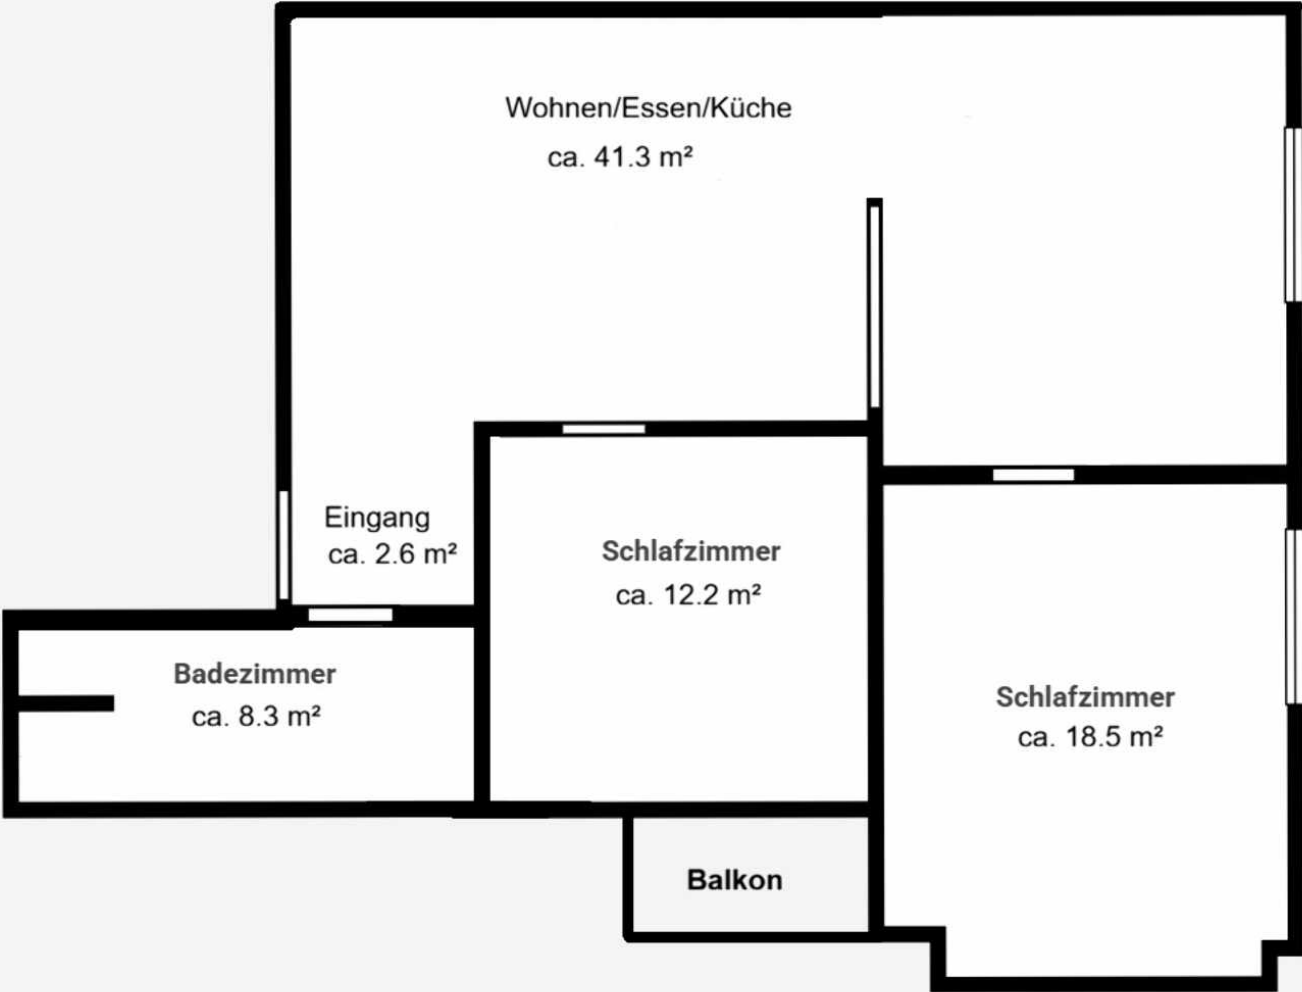 Wohnen/Essen/Küche
ca. 41.3 m²
Eingang
ca. 2.6 m²
Schlafzimmer
ca. 12.2 m²
Badezimmer
ca. 8.3 m²
Schlafzimmer
ca. 18.5 m²
Balkon